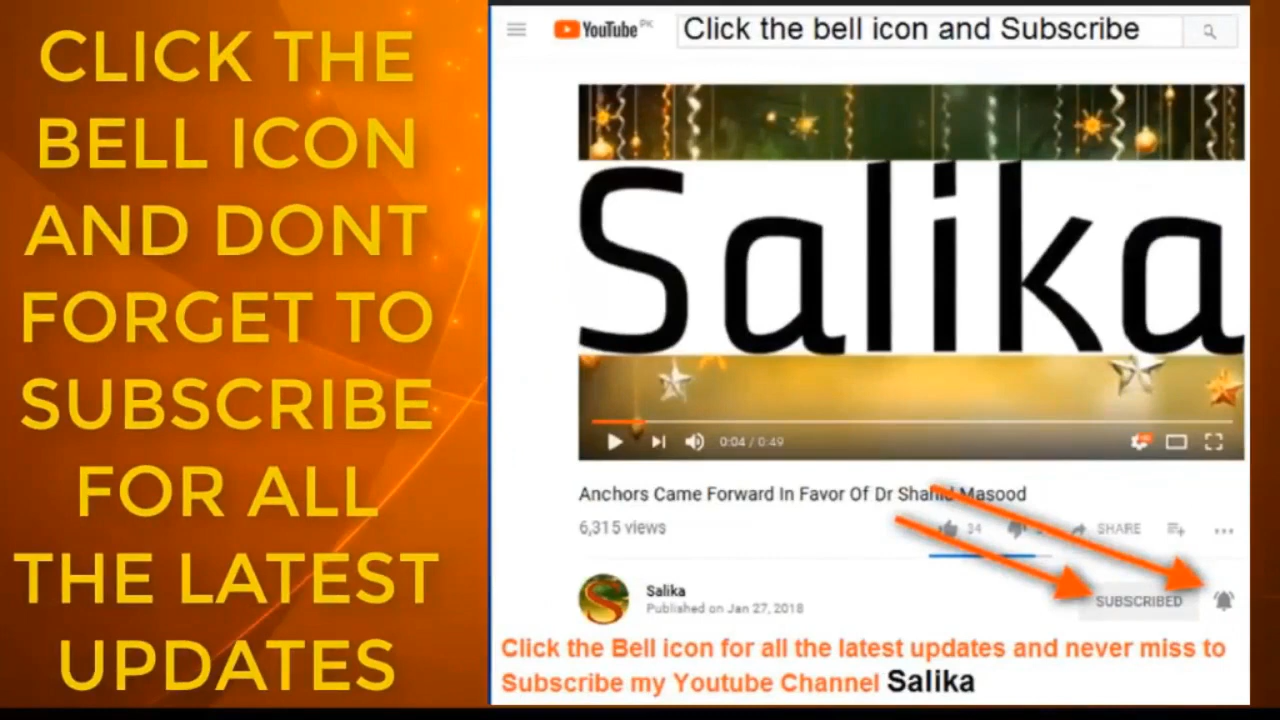 CLICK THE
BELL ICON
AND DONT
FORGET TO
SUBSCRIBE
FOR ALL
THE LATEST
UPDATES
YouTube PK
Click the bell icon and Subscribe
Salika
0:04 / 0:49
Anchors Came Forward In Favor Of Dr Shahid Masood
6,315 views
34
SHARE
Salika
Published on Jan 27, 2018
SUBSCRIBED
Click the Bell icon for all the latest updates and never miss to
Subscribe my Youtube Channel Salika